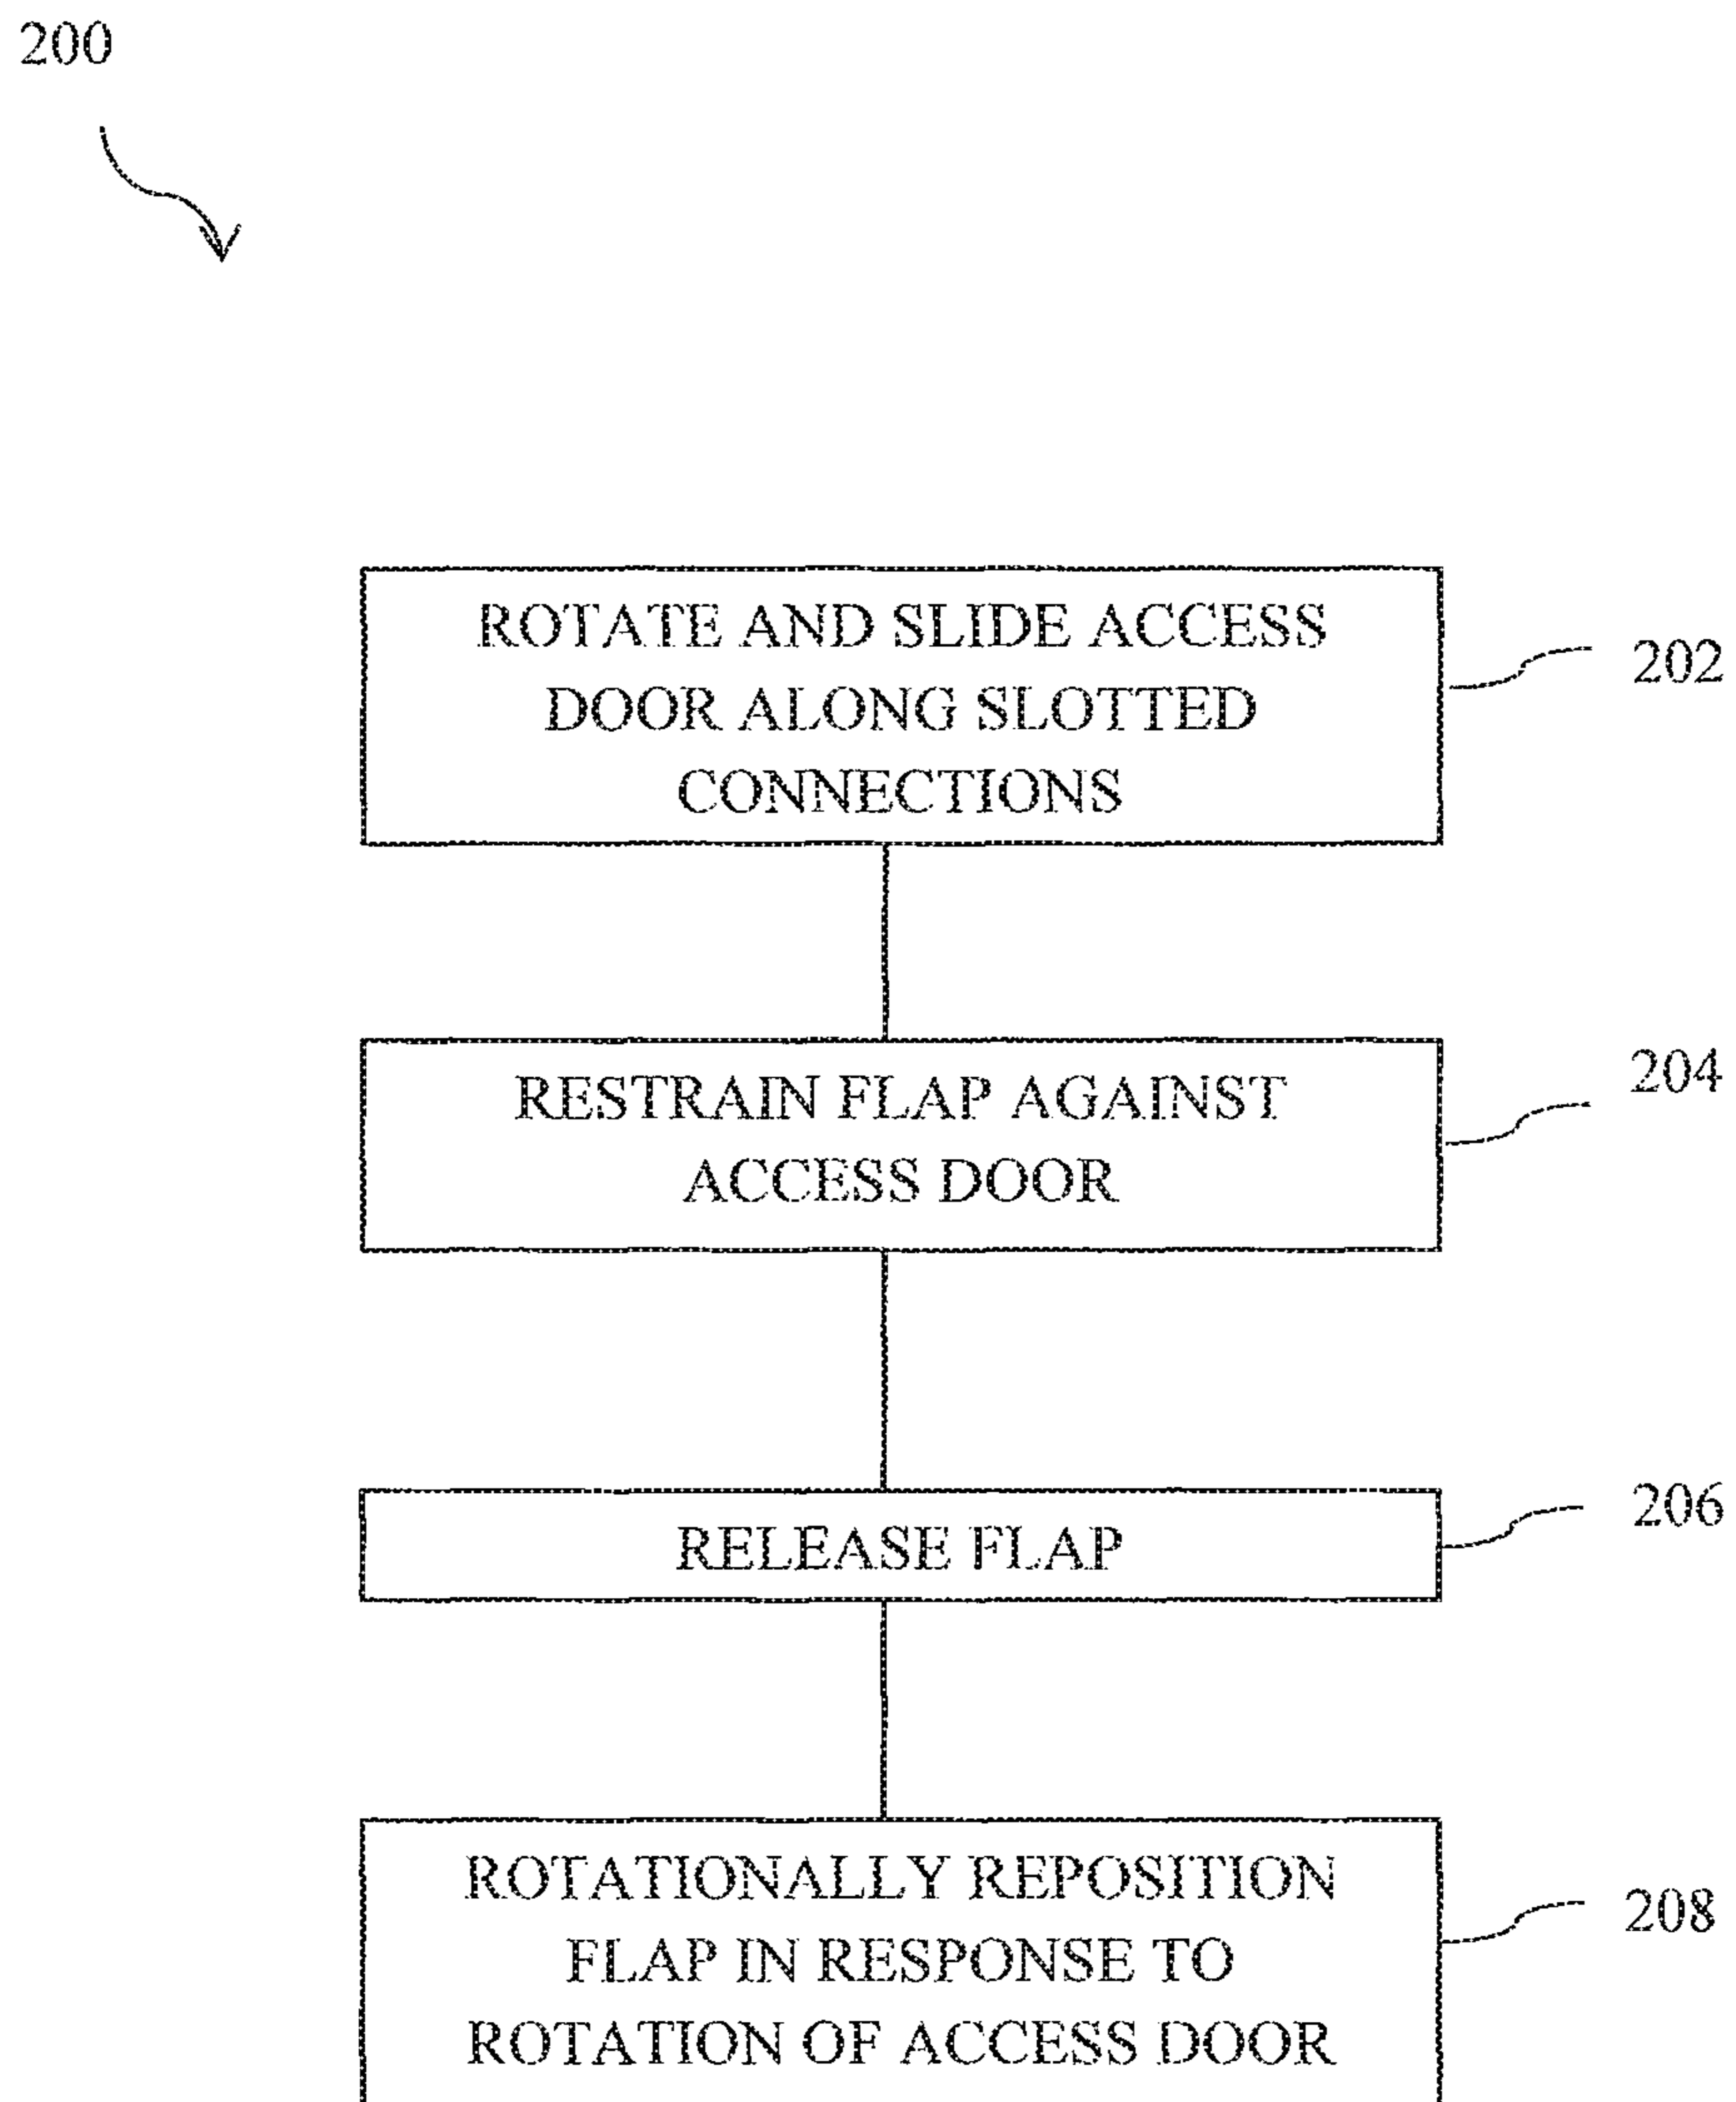 200
ROTATE AND SLIDE ACCESS
DOOR ALONG SLOTTED
CONNECTIONS
202
RESTRAIN FLAP AGAINST
ACCESS DOOR
204
RELEASE FLAP
206
ROTATIONALLY REPOSITION
FLAP IN RESPONSE TO
ROTATION OF ACCESS DOOR
208